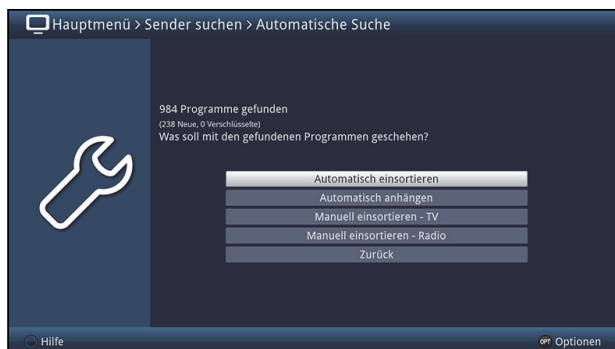 Hauptmenü > Sender suchen > Automatische Suche
984 Programme gefunden
(238 Neue, 0 Verschlüsselte)
Was soll mit den gefundenen Programmen geschehen?
Automatisch einsortieren
Automatisch anhängen
Manuell einsortieren - TV
Manuell einsortieren - Radio
Zurück
Hilfe
OPT Optionen